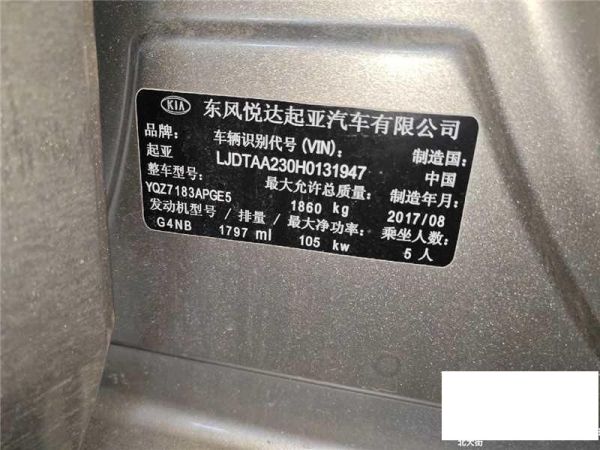 KIA 东风悦达起亚汽车有限公司
品牌: 车辆识别代号(VIN): 制造国:
起亚 LJDTAA230H0131947 中国
整车型号: 最大允许总质量: 制造年月:
YQZ7183APGE5 1860 kg 2017/08
发动机型号/排量/最大净功率: 乘坐人数:
G4NB 1797 ml 105 kw 5人
北大街